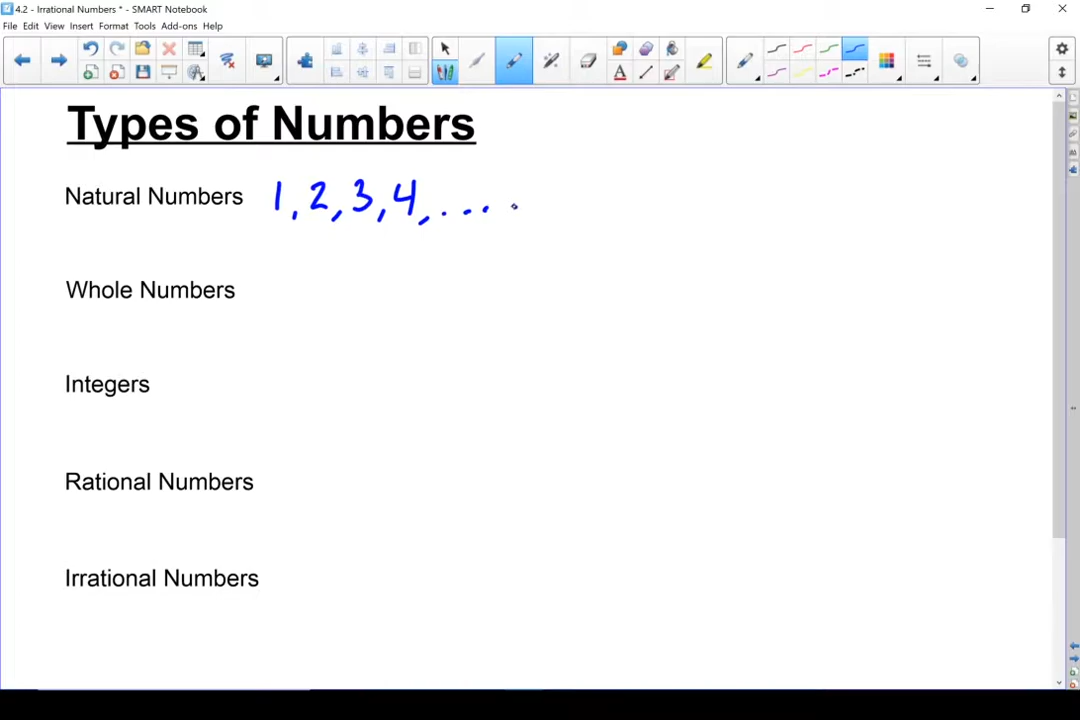 4.2 - Irrational Numbers * - SMART Notebook
File Edit View Insert Format Tools Add-ons Help
Types of Numbers
Natural Numbers 1, 2, 3, 4, ....
Whole Numbers
Integers
Rational Numbers
Irrational Numbers